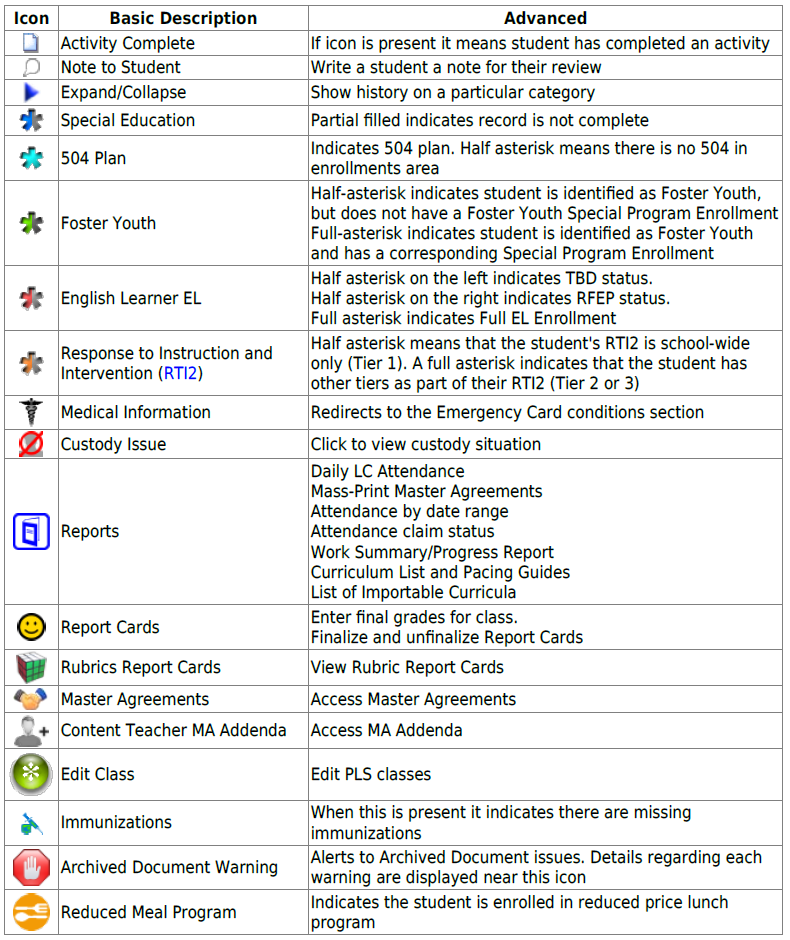 Icon Basic Description Advanced
Activity Complete If icon is present it means student has completed an activity
Note to Student Write a student a note for their review
Expand/Collapse Show history on a particular category
Special Education Partial filled indicates record is not complete
504 Plan Indicates 504 plan. Half asterisk means there is no 504 in
enrollments area
Foster Youth Half-asterisk indicates student is identified as Foster Youth,
but does not have a Foster Youth Special Program Enrollment
Full-asterisk indicates student is identified as Foster Youth
and has a corresponding Special Program Enrollment
English Learner EL Half asterisk on the left indicates TBD status.
Half asterisk on the right indicates RFEP status.
Full asterisk indicates Full EL Enrollment
Response to Instruction and
Intervention (RTI2)
Half asterisk means that the student's RTI2 is school-wide
only (Tier 1). A full asterisk indicates that the student has
other tiers as part of their RTI2 (Tier 2 or 3)
Medical Information Redirects to the Emergency Card conditions section
Custody Issue Click to view custody situation
Reports Daily LC Attendance
Mass-Print Master Agreements
Attendance by date range
Attendance claim status
Work Summary/Progress Report
Curriculum List and Pacing Guides
List of Importable Curricula
Report Cards Enter final grades for class.
Finalize and unfinalize Report Cards
Rubrics Report Cards View Rubric Report Cards
Master Agreements Access Master Agreements
Content Teacher MA Addenda Access MA Addenda
Edit Class Edit PLS classes
Immunizations When this is present it indicates there are missing
immunizations
Archived Document Warning Alerts to Archived Document issues. Details regarding each
warning are displayed near this icon
Reduced Meal Program Indicates the student is enrolled in reduced price lunch
program